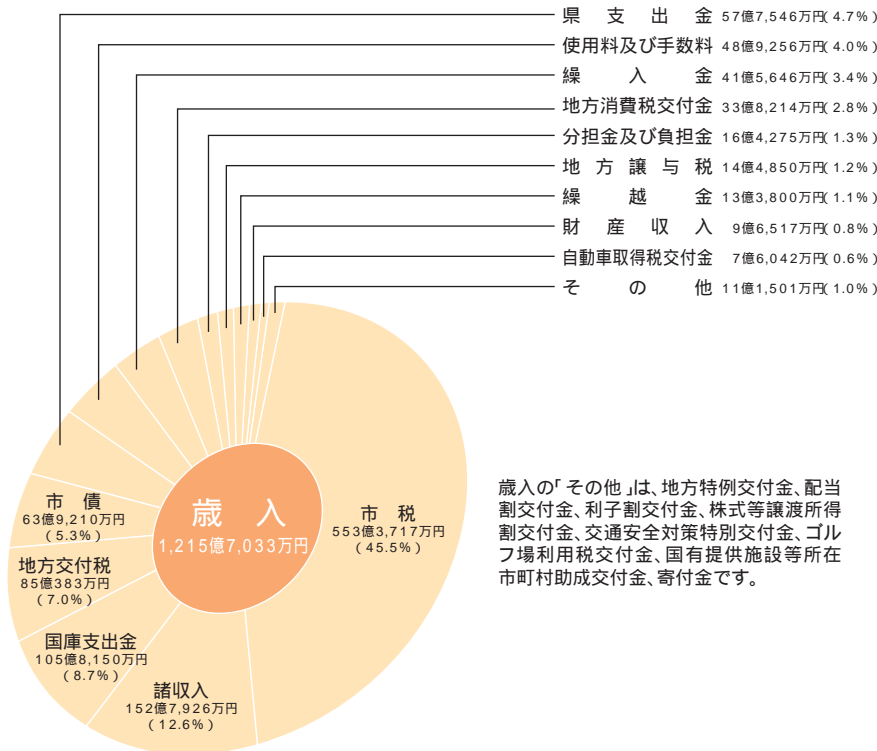 県支出金 57億7,546万円(4.7%)
使用料及び手数料 48億9,256万円(4.0%)
繰入金 41億5,646万円(3.4%)
地方消費税交付金 33億8,214万円(2.8%)
分担金及び負担金 16億4,275万円(1.3%)
地方譲与税 14億4,850万円(1.2%)
繰越金 13億3,800万円(1.1%)
財産収入 9億6,517万円(0.8%)
自動車取得税交付金 7億6,042万円(0.6%)
その他 11億1,501万円(1.0%)
歳入
1,215億7,033万円
市税
553億3,717万円
(45.5%)
市債
63億9,210万円
(5.3%)
地方交付税
85億383万円
(7.0%)
国庫支出金
105億8,150万円
(8.7%)
諸収入
152億7,926万円
(12.6%)
歳入の「その他」は、地方特例交付金、配当
割交付金、利子割交付金、株式等譲渡所得
割交付金、交通安全対策特別交付金、ゴル
フ場利用税交付金、国有提供施設等所在
市町村助成交付金、寄付金です。